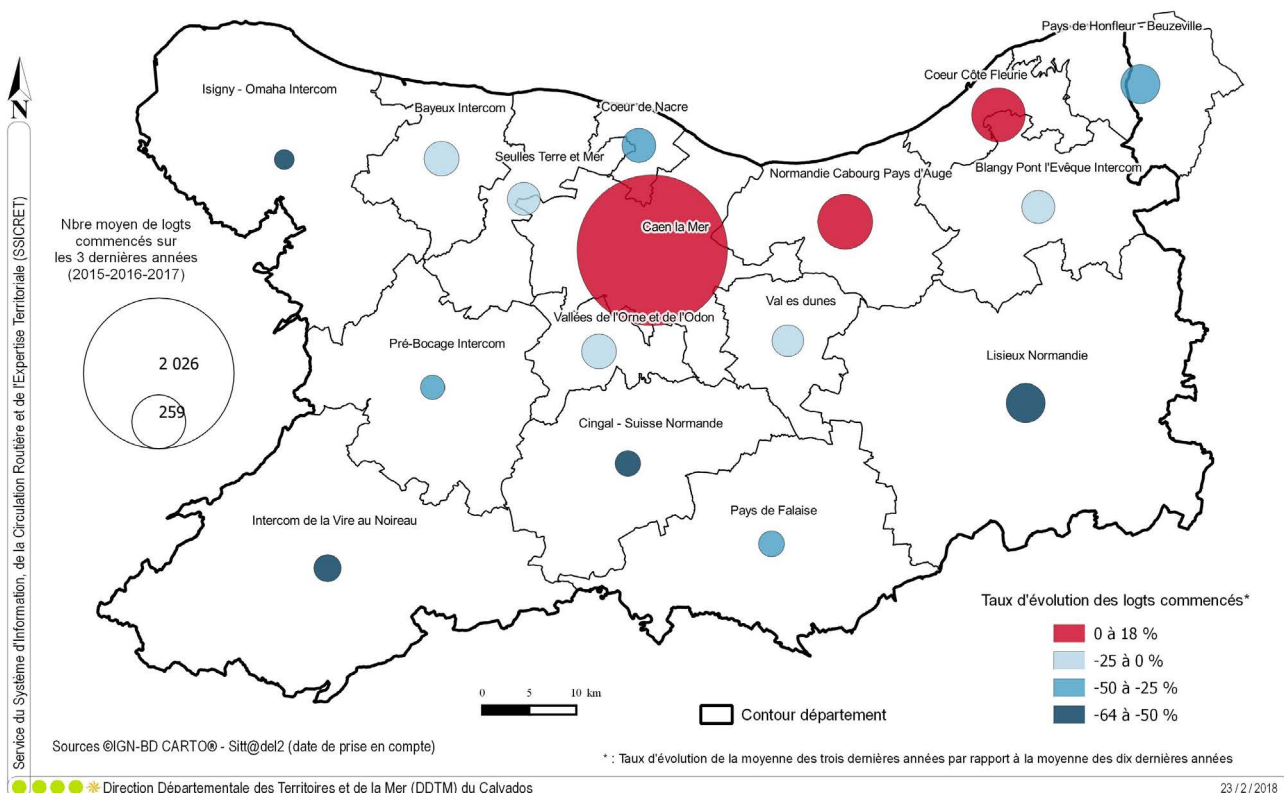 Pays de Honfleur - Beuzeville
Coeur Côte Fleurie
Isigny - Omaha Intercom
Bayeux Intercom
Coeur de Nacre
Seulles Terre et Mer
Normandie Cabourg Pays d'Auge
Blangy Pont l'Evêque Intercom
N
Nbre moyen de logts
commencés sur
les 3 dernières années
(2015-2016-2017)
Caen la Mer
Val es dunes
Vallées de l'Orne et de l'Odon
Pré-Bocage Intercom
Lisieux Normandie
2 026
259
Cingal - Suisse Normande
Intercom de la Vire au Noireau
Pays de Falaise
Taux d'évolution des logts commencés*
0 à 18 %
-25 à 0 %
-50 à -25 %
-64 à -50 %
0 5 10 km
Contour département
Sources ©IGN-BD CARTO® - Sitt@del2 (date de prise en compte)
* : Taux d'évolution de la moyenne des trois dernières années par rapport à la moyenne des dix dernières années
Service du Système d'Information, de la Circulation Routière et de l'Expertise Territoriale (SSICRET)
Direction Départementale des Territoires et de la Mer (DDTM) du Calvados
23 / 2 / 2018